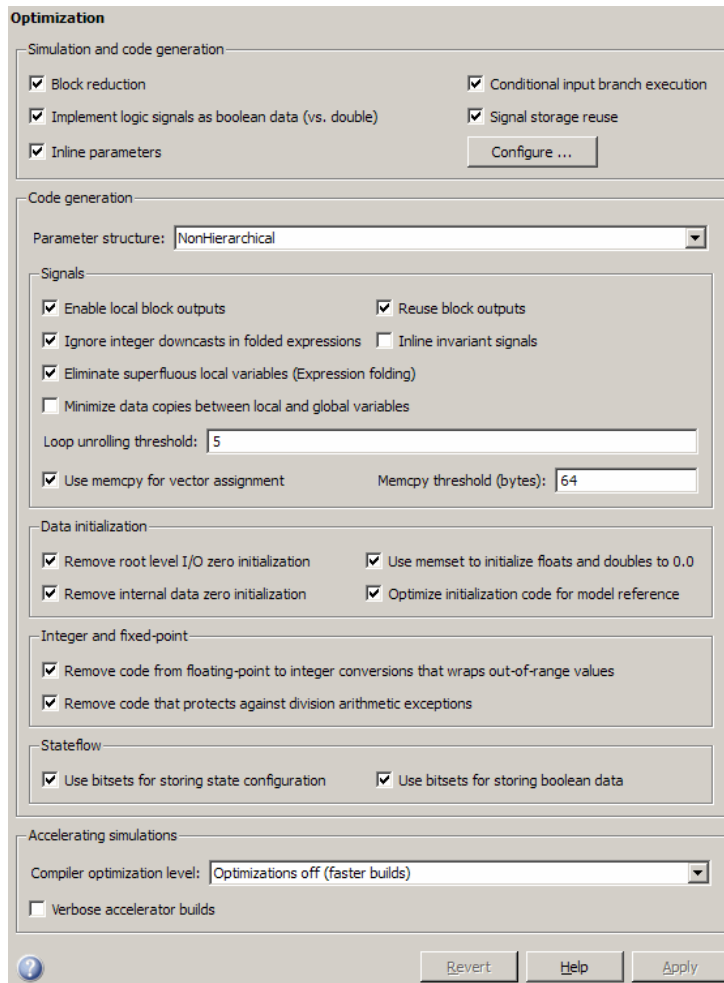 Optimization
Simulation and code generation
Block reduction
Conditional input branch execution
Implement logic signals as boolean data (vs. double)
Signal storage reuse
Inline parameters
Configure ...
Code generation
Parameter structure: NonHierarchical
Signals
Enable local block outputs
Reuse block outputs
Ignore integer downcasts in folded expressions
Inline invariant signals
Eliminate superfluous local variables (Expression folding)
Minimize data copies between local and global variables
Loop unrolling threshold: 5
Use memcpy for vector assignment
Memcpy threshold (bytes): 64
Data initialization
Remove root level I/O zero initialization
Use memset to initialize floats and doubles to 0.0
Remove internal data zero initialization
Optimize initialization code for model reference
Integer and fixed-point
Remove code from floating-point to integer conversions that wraps out-of-range values
Remove code that protects against division arithmetic exceptions
Stateflow
Use bitsets for storing state configuration
Use bitsets for storing boolean data
Accelerating simulations
Compiler optimization level: Optimizations off (faster builds)
Verbose accelerator builds
Revert
Help
Apply